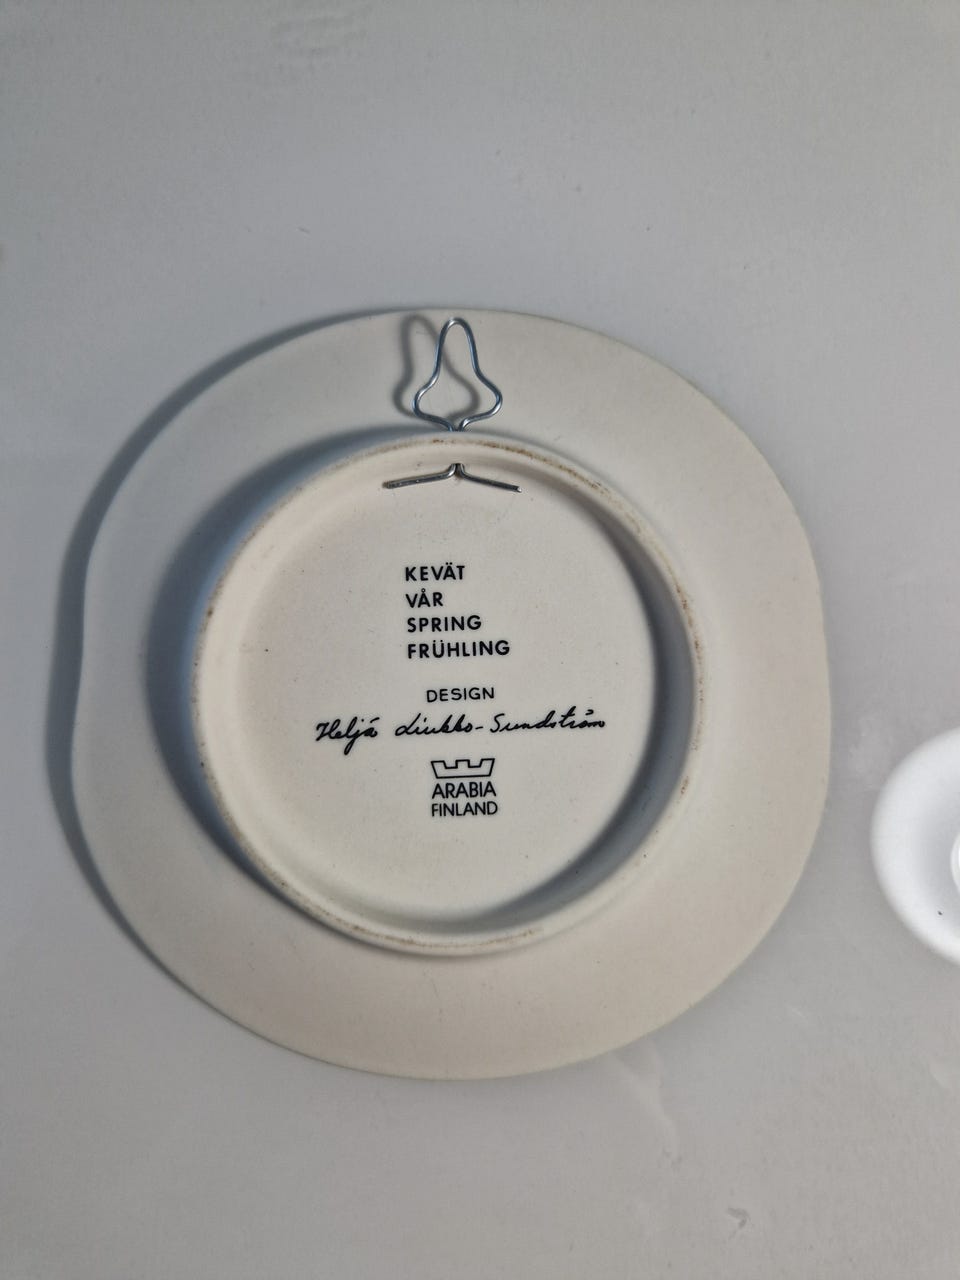 KEVÄT
VÅR
SPRING
FRÜHLING
DESIGN
Heljä Liukko-Sundström
ARABIA
FINLAND